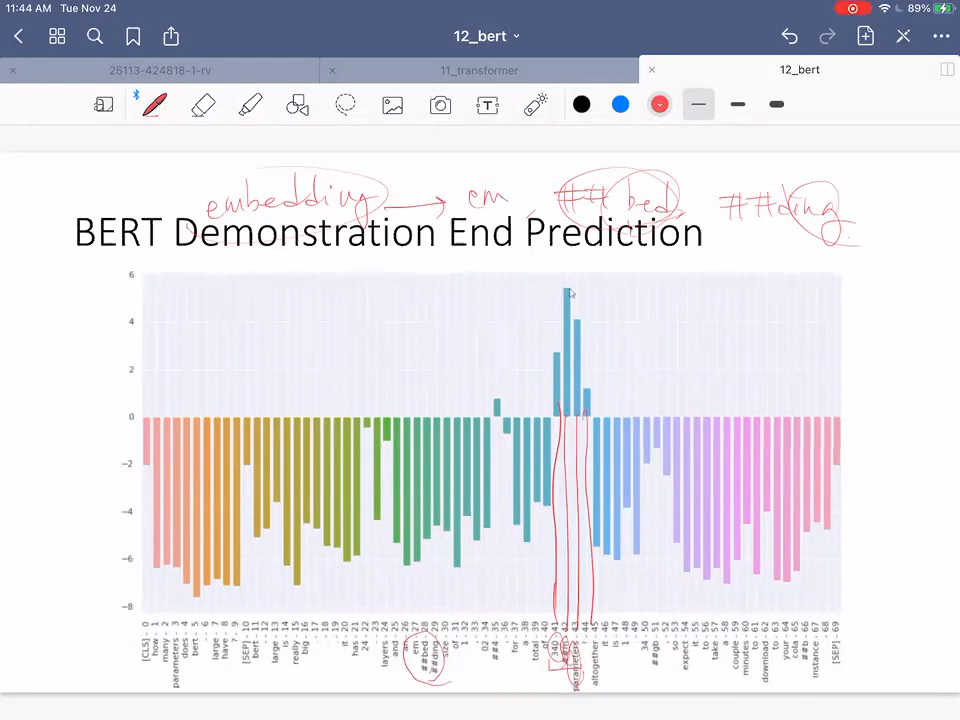 11:44 AM Tue Nov 24
89%
12_bert
25113-424818-1-rv
11_transformer
12_bert
T
embedding → em, ##bed, ##ding
BERT Demonstration End Prediction
6
4
2
0
−2
−4
−6
−8
[CLS] - 0
how - 1
many - 2
parameters - 3
does - 4
bert - 5
- - 6
large - 7
have - 8
? - 9
[SEP] - 10
bert - 11
- - 12
large - 13
is - 14
really - 15
big - 16
. - 17
. - 18
. - 19
it - 20
has - 21
24 - 22
- - 23
layers - 24
and - 25
an - 26
em - 27
##bed - 28
##ding - 29
size - 30
of - 31
1 - 32
, - 33
02 - 34
##4 - 35
, - 36
for - 37
a - 38
total - 39
of - 40
340 - 41
##m - 42
parameters - 43
! - 44
altogether - 45
it - 46
is - 47
1 - 48
. - 49
34 - 50
##gb - 51
, - 52
so - 53
expect - 54
it - 55
to - 56
take - 57
a - 58
couple - 59
minutes - 60
to - 61
download - 62
to - 63
your - 64
cola - 65
##b - 66
instance - 67
. - 68
[SEP] - 69